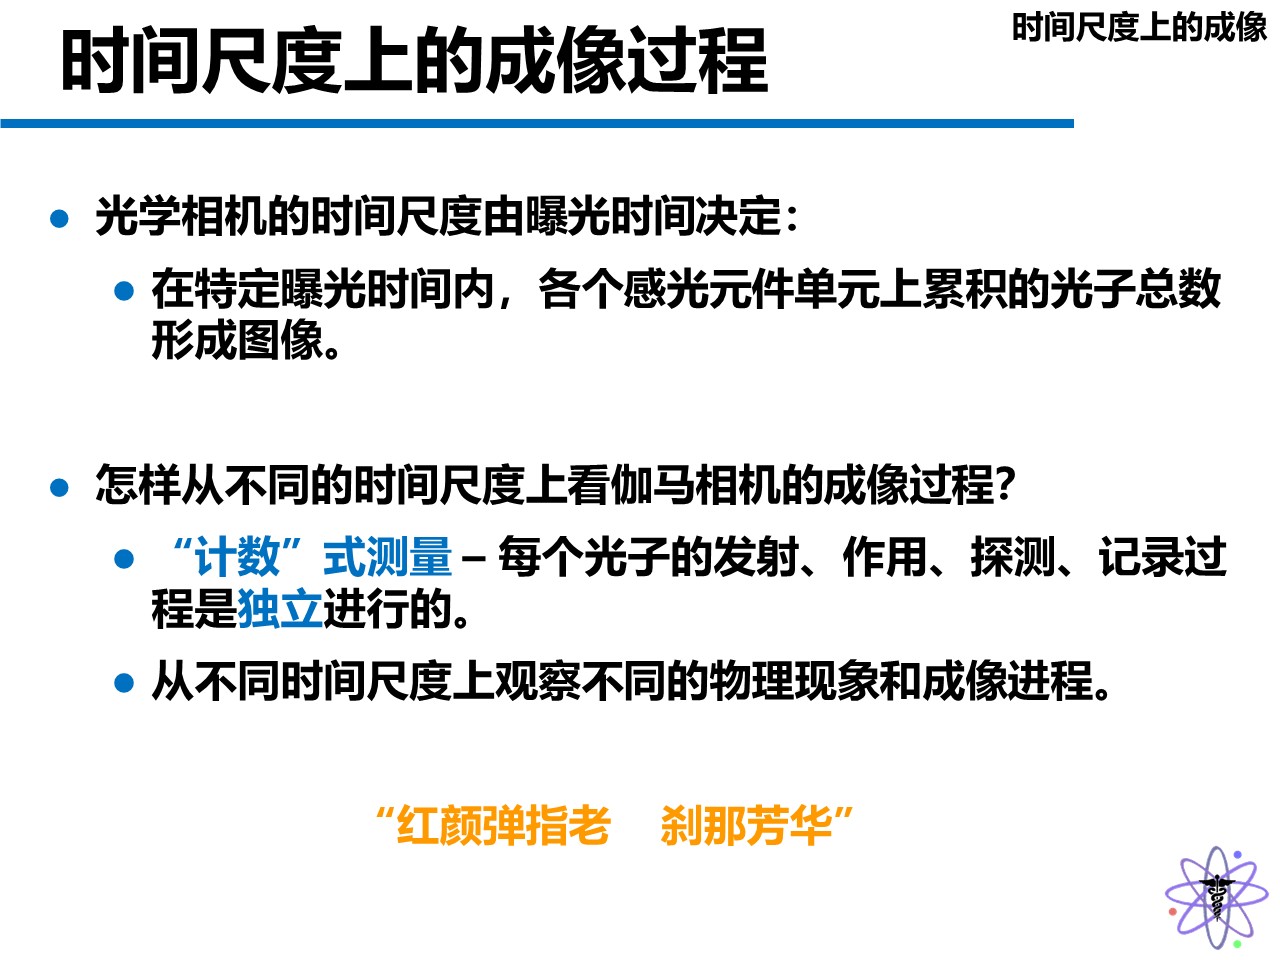 时间尺度上的成像
时间尺度上的成像过程
光学相机的时间尺度由曝光时间决定：
在特定曝光时间内，各个感光元件单元上累积的光子总数
形成图像。
怎样从不同的时间尺度上看伽马相机的成像过程？
“计数”式测量 – 每个光子的发射、作用、探测、记录过
程是独立进行的。
从不同时间尺度上观察不同的物理现象和成像进程。
“红颜弹指老 刹那芳华”